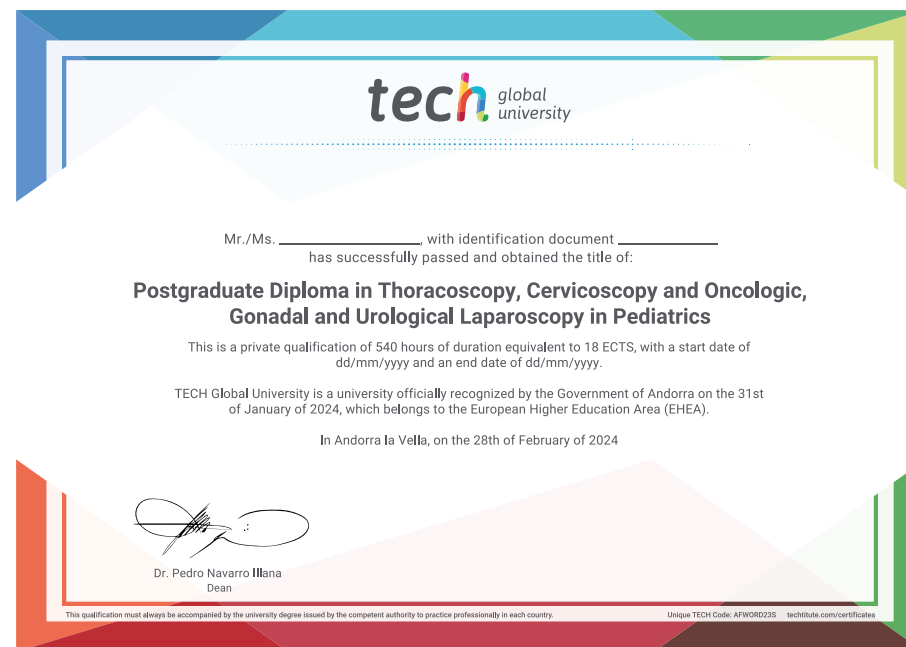 tech global university
Mr./Ms. ____________________, with identification document ______________
has successfully passed and obtained the title of:
Postgraduate Diploma in Thoracoscopy, Cervicoscopy and Oncologic,
Gonadal and Urological Laparoscopy in Pediatrics
This is a private qualification of 540 hours of duration equivalent to 18 ECTS, with a start date of
dd/mm/yyyy and an end date of dd/mm/yyyy.
TECH Global University is a university officially recognized by the Government of Andorra on the 31st
of January of 2024, which belongs to the European Higher Education Area (EHEA).
In Andorra la Vella, on the 28th of February of 2024
Dr. Pedro Navarro Illana
Dean
This qualification must always be accompanied by the university degree issued by the competent authority to practice professionally in each country. Unique TECH Code: AFWORD23S techtitute.com/certificates